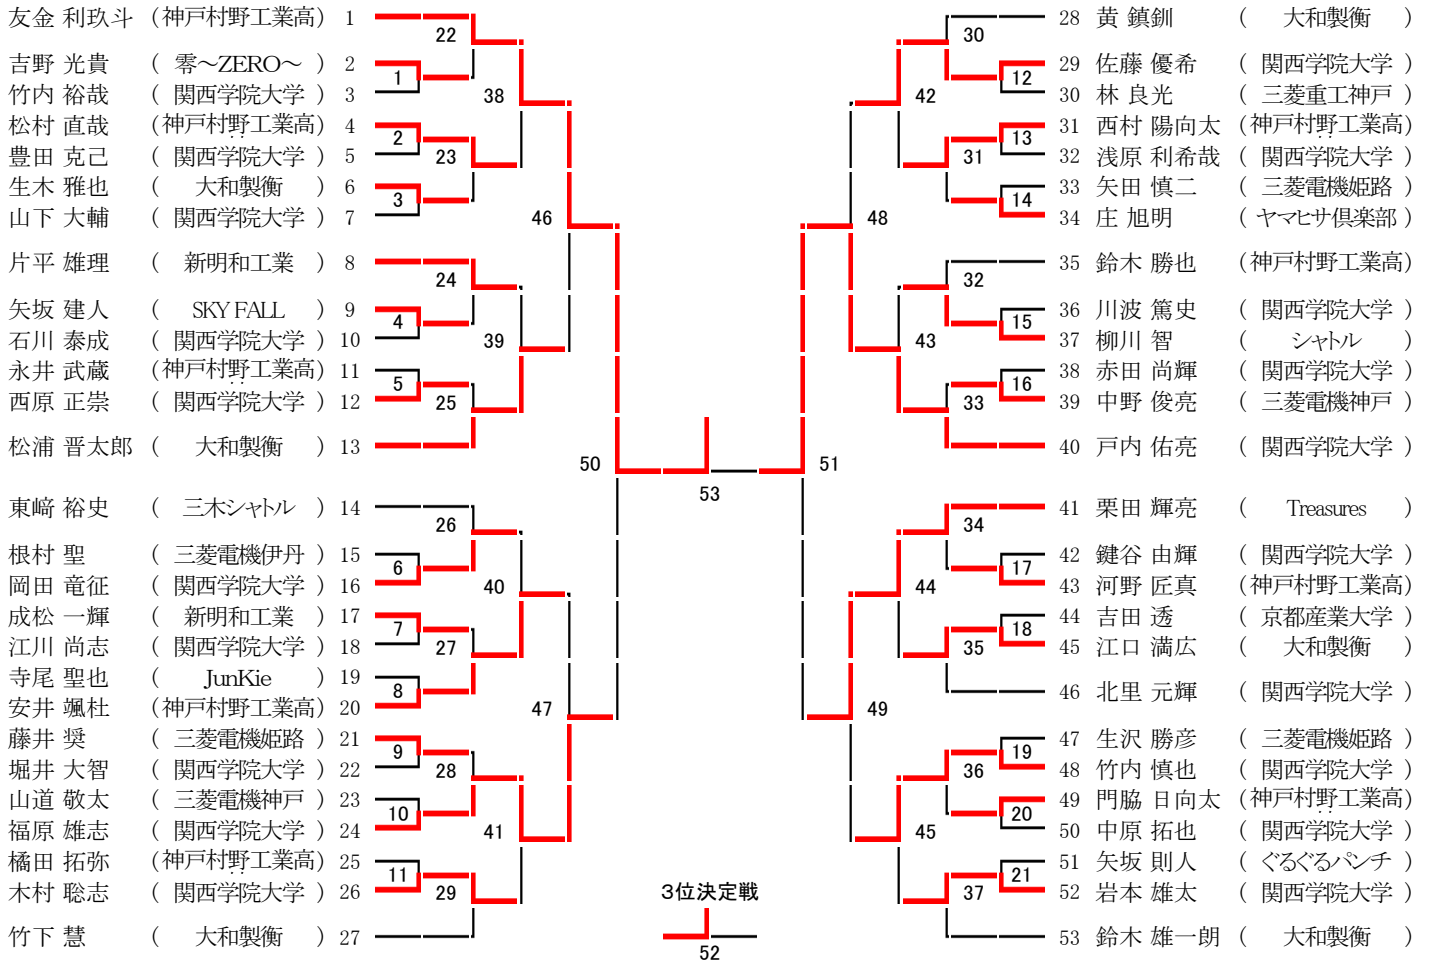 友金 利玖斗 (神戸村野工業高) 1
吉野 光貴 ( 零～ZERO～ ) 2
竹内 裕哉 ( 関西学院大学 ) 3
松村 直哉 (神戸村野工業高) 4
豊田 克己 ( 関西学院大学 ) 5
生木 雅也 ( 大和製衡 ) 6
山下 大輔 ( 関西学院大学 ) 7
片平 雄理 ( 新明和工業 ) 8
矢坂 建人 ( SKY FALL ) 9
石川 泰成 ( 関西学院大学 ) 10
永井 武蔵 (神戸村野工業高) 11
西原 正崇 ( 関西学院大学 ) 12
松浦 晋太郎 ( 大和製衡 ) 13
東﨑 裕史 ( 三木シャトル ) 14
根村 聖 ( 三菱電機伊丹 ) 15
岡田 竜征 ( 関西学院大学 ) 16
成松 一輝 ( 新明和工業 ) 17
江川 尚志 ( 関西学院大学 ) 18
寺尾 聖也 ( JunKie ) 19
安井 颯杜 (神戸村野工業高) 20
藤井 奨 ( 三菱電機姫路 ) 21
堀井 大智 ( 関西学院大学 ) 22
山道 敬太 ( 三菱電機神戸 ) 23
福原 雄志 ( 関西学院大学 ) 24
橘田 拓弥 (神戸村野工業高) 25
木村 聡志 ( 関西学院大学 ) 26
竹下 慧 ( 大和製衡 ) 27
1
2
3
4
5
6
7
8
9
10
11
22
23
24
25
26
27
28
29
38
39
40
41
46
47
50
53
3位決定戦
52
51
48
49
42
43
44
45
30
31
32
33
34
35
36
37
12
13
14
15
16
17
18
19
20
21
28 黄 鎮釧 ( 大和製衡 )
29 佐藤 優希 ( 関西学院大学 )
30 林 良光 ( 三菱重工神戸 )
31 西村 陽向太 (神戸村野工業高)
32 浅原 利希哉 ( 関西学院大学 )
33 矢田 慎二 ( 三菱電機姫路 )
34 庄 旭明 ( ヤマヒサ倶楽部 )
35 鈴木 勝也 (神戸村野工業高)
36 川波 篤史 ( 関西学院大学 )
37 柳川 智 ( シャトル )
38 赤田 尚輝 ( 関西学院大学 )
39 中野 俊亮 ( 三菱電機神戸 )
40 戸内 佑亮 ( 関西学院大学 )
41 栗田 輝亮 ( Treasures )
42 鍵谷 由輝 ( 関西学院大学 )
43 河野 匠真 (神戸村野工業高)
44 吉田 透 ( 京都産業大学 )
45 江口 満広 ( 大和製衡 )
46 北里 元輝 ( 関西学院大学 )
47 生沢 勝彦 ( 三菱電機姫路 )
48 竹内 慎也 ( 関西学院大学 )
49 門脇 日向太 (神戸村野工業高)
50 中原 拓也 ( 関西学院大学 )
51 矢坂 則人 ( ぐるぐるパンチ )
52 岩本 雄太 ( 関西学院大学 )
53 鈴木 雄一朗 ( 大和製衡 )